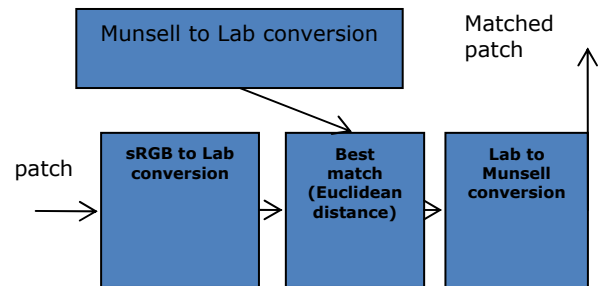 Munsell to Lab conversion
Matched
patch
patch
sRGB to Lab
conversion
Best
match
(Euclidean
distance)
Lab to
Munsell
conversion